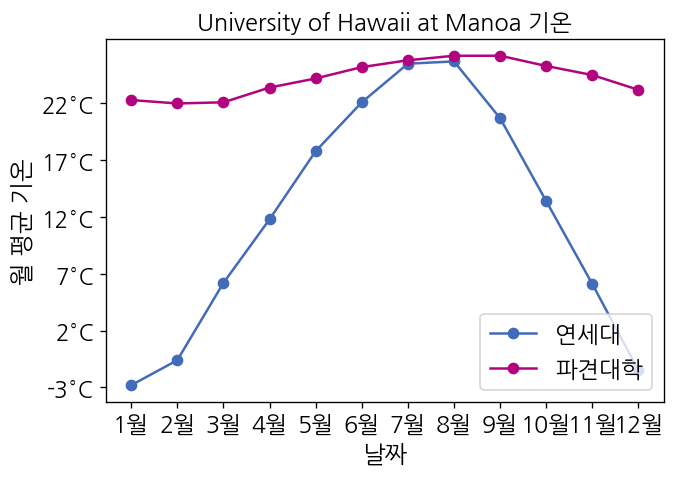 University of Hawaii at Manoa 기온
월 평균 기온
22˚C
17˚C
12˚C
7˚C
2˚C
-3˚C
연세대
파견대학
1월 2월 3월 4월 5월 6월 7월 8월 9월 10월 11월 12월
날짜